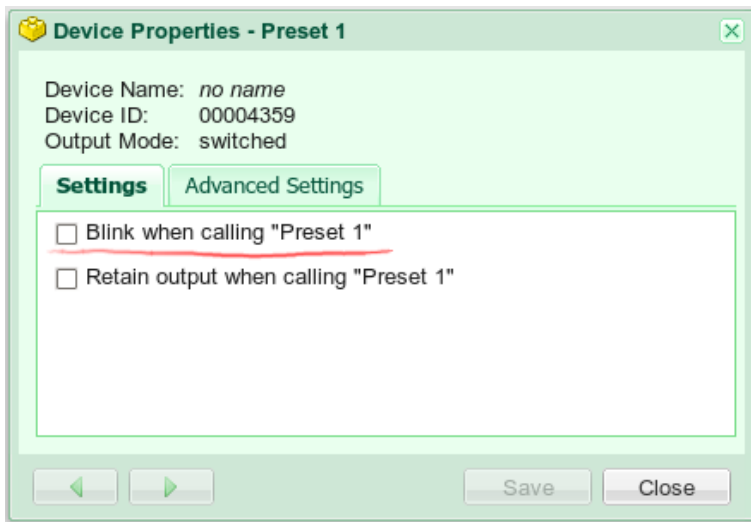 Device Properties - Preset 1
Device Name: no name
Device ID: 00004359
Output Mode: switched
Settings Advanced Settings
Blink when calling "Preset 1"
Retain output when calling "Preset 1"
Save Close